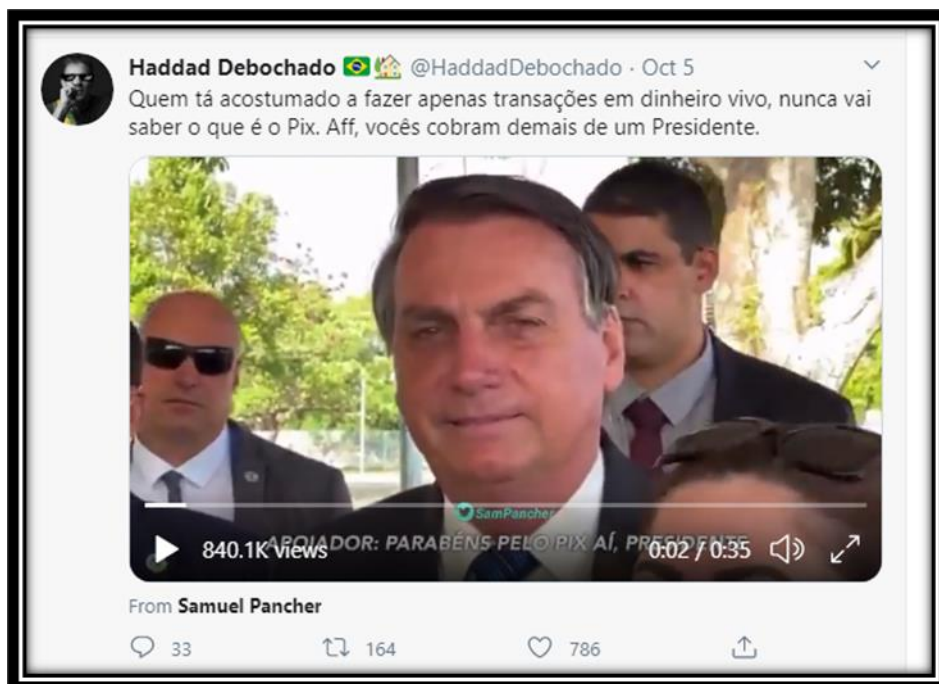 Haddad Debochado @HaddadDebochado · Oct 5
Quem tá acostumado a fazer apenas transações em dinheiro vivo, nunca vai
saber o que é o Pix. Aff, vocês cobram demais de um Presidente.
SamPancher
APOIADOR: PARABÉNS PELO PIX AÍ, PRESIDENTE
840.1K views
0:02 / 0:35
From Samuel Pancher
33 164 786